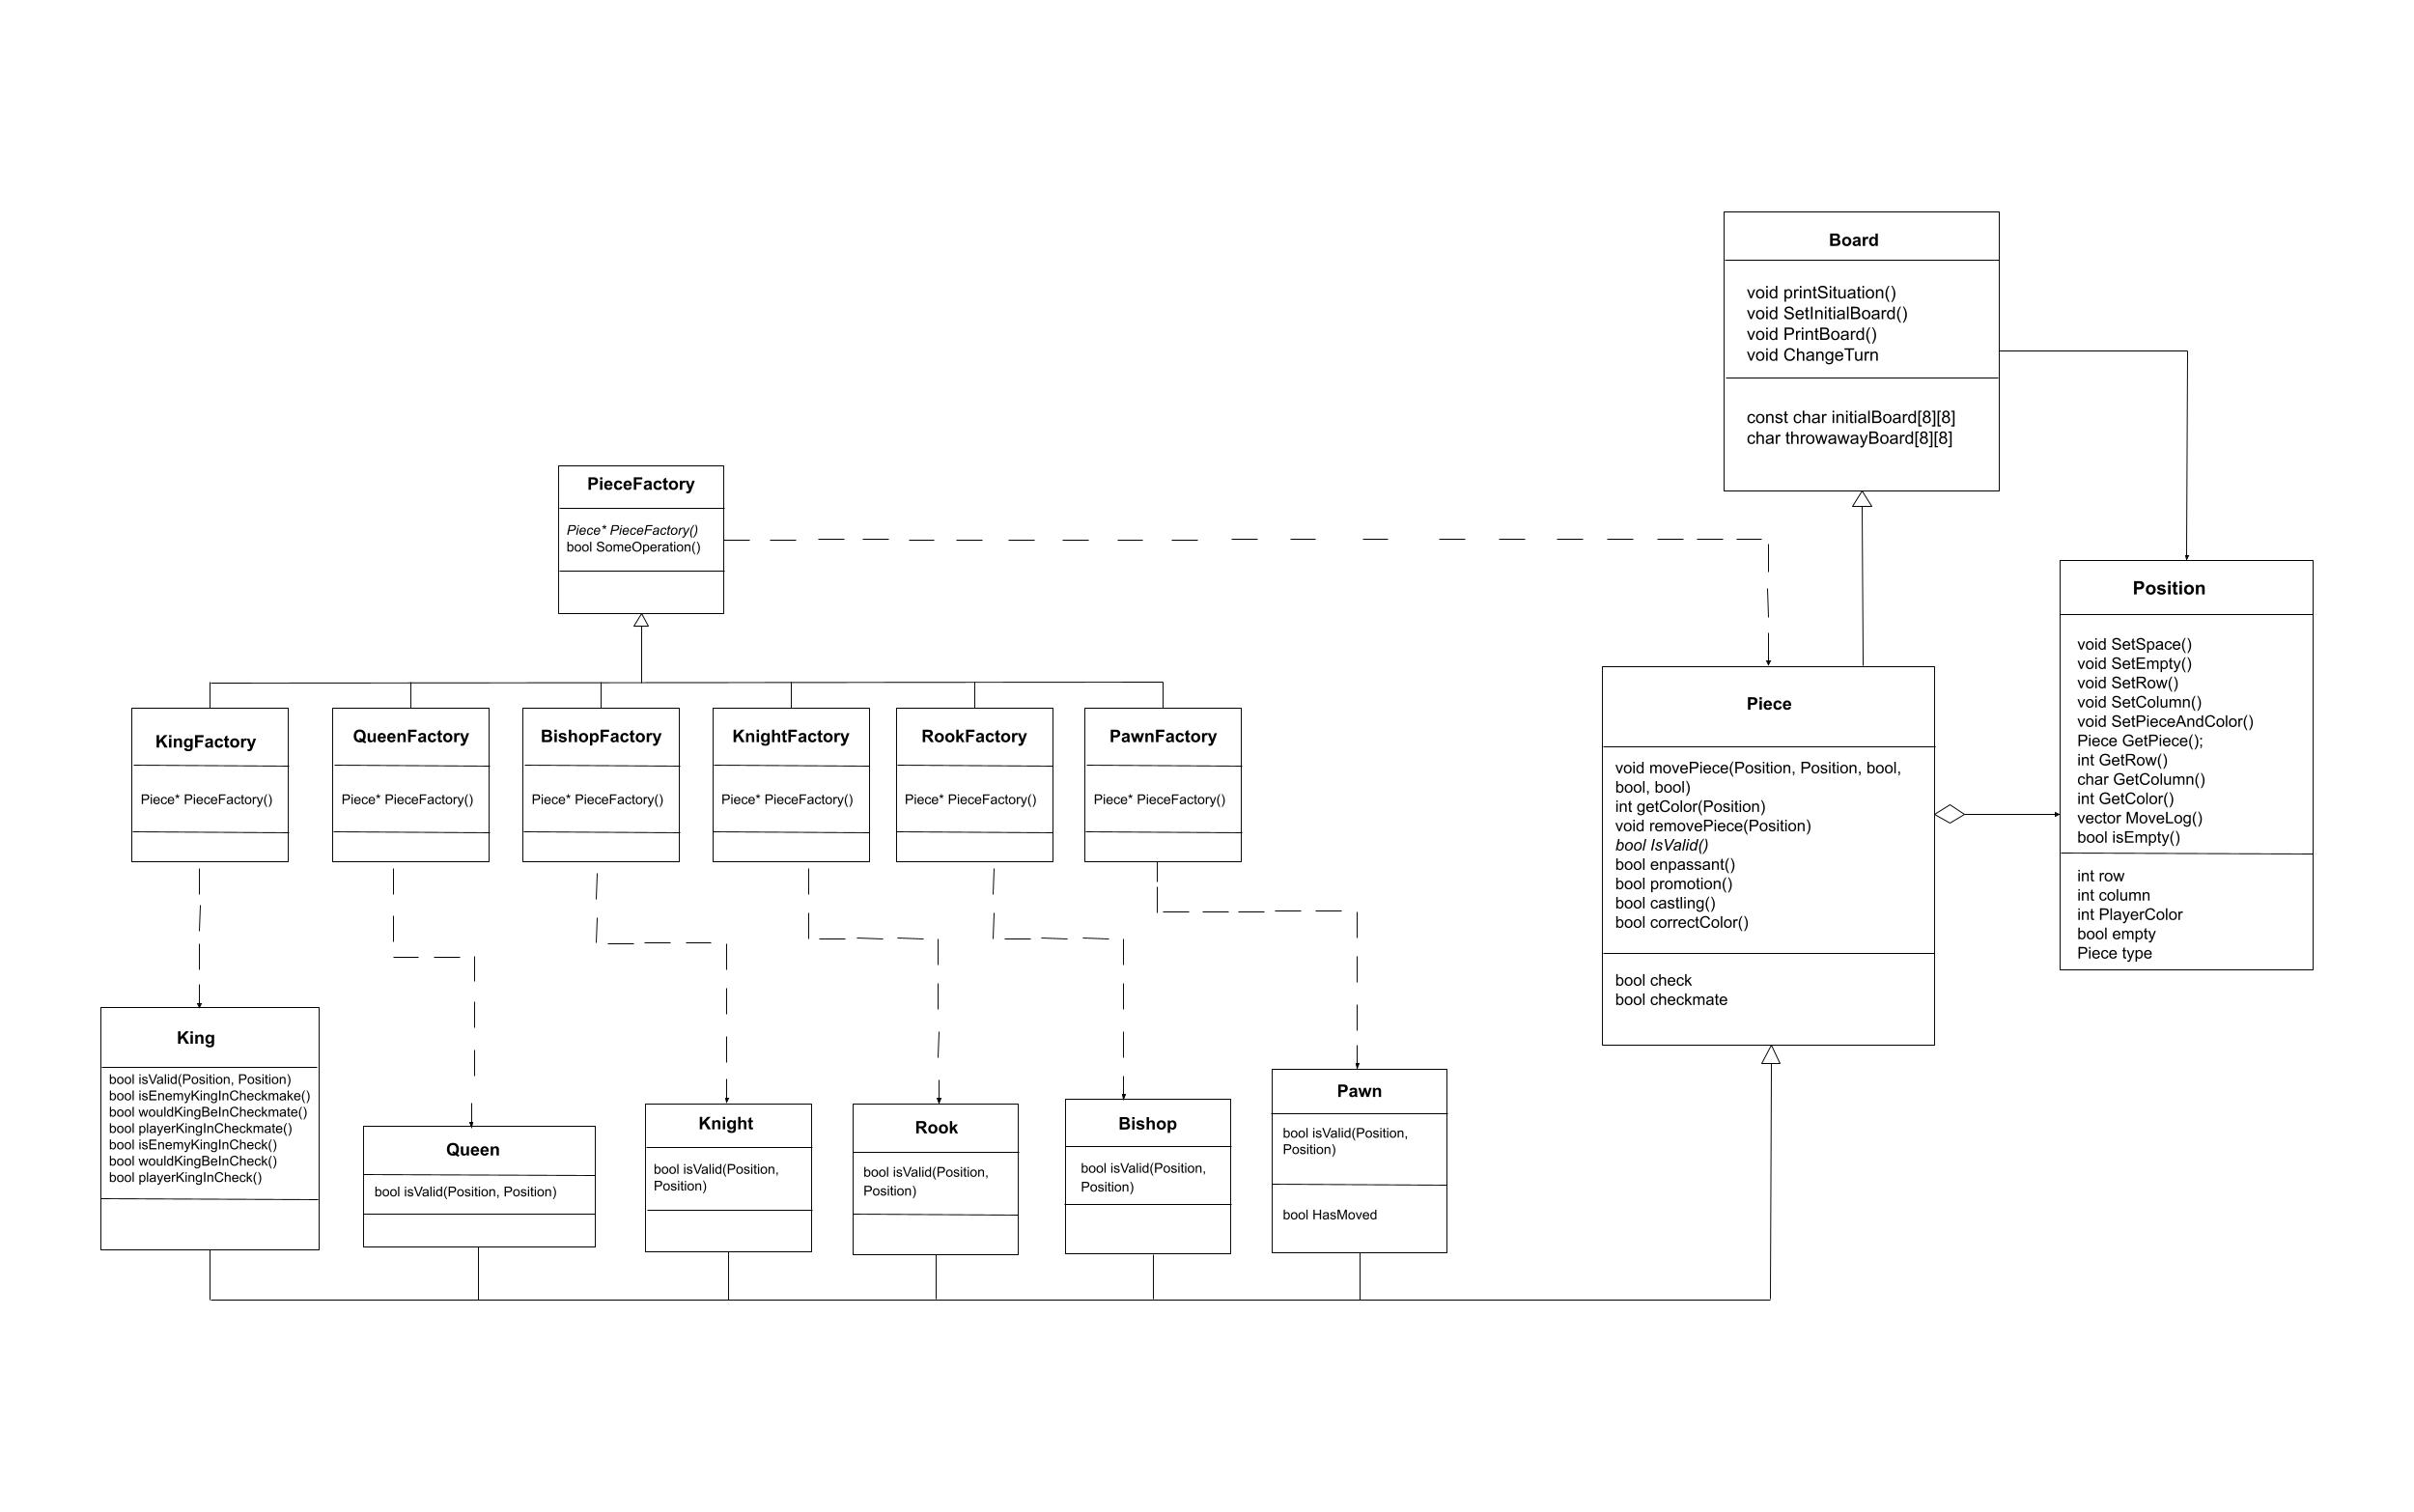 Board
void printSituation()
void SetInitialBoard()
void PrintBoard()
void ChangeTurn
const char initialBoard[8][8]
char throwawayBoard[8][8]
PieceFactory
Piece* PieceFactory()
bool SomeOperation()
Position
void SetSpace()
void SetEmpty()
void SetRow()
void SetColumn()
void SetPieceAndColor()
Piece GetPiece();
int GetRow()
char GetColumn()
int GetColor()
vector MoveLog()
bool isEmpty()
int row
int column
int PlayerColor
bool empty
Piece type
Piece
void movePiece(Position, Position, bool,
bool, bool)
int getColor(Position)
void removePiece(Position)
bool IsValid()
bool enpassant()
bool promotion()
bool castling()
bool correctColor()
bool check
bool checkmate
KingFactory
Piece* PieceFactory()
QueenFactory
Piece* PieceFactory()
BishopFactory
Piece* PieceFactory()
KnightFactory
Piece* PieceFactory()
RookFactory
Piece* PieceFactory()
PawnFactory
Piece* PieceFactory()
King
bool isValid(Position, Position)
bool isEnemyKingInCheckmake()
bool wouldKingBeInCheckmate()
bool playerKingInCheckmate()
bool isEnemyKingInCheck()
bool wouldKingBeInCheck()
bool playerKingInCheck()
Queen
bool isValid(Position, Position)
Knight
bool isValid(Position,
Position)
Rook
bool isValid(Position,
Position)
Bishop
bool isValid(Position,
Position)
Pawn
bool isValid(Position,
Position)
bool HasMoved